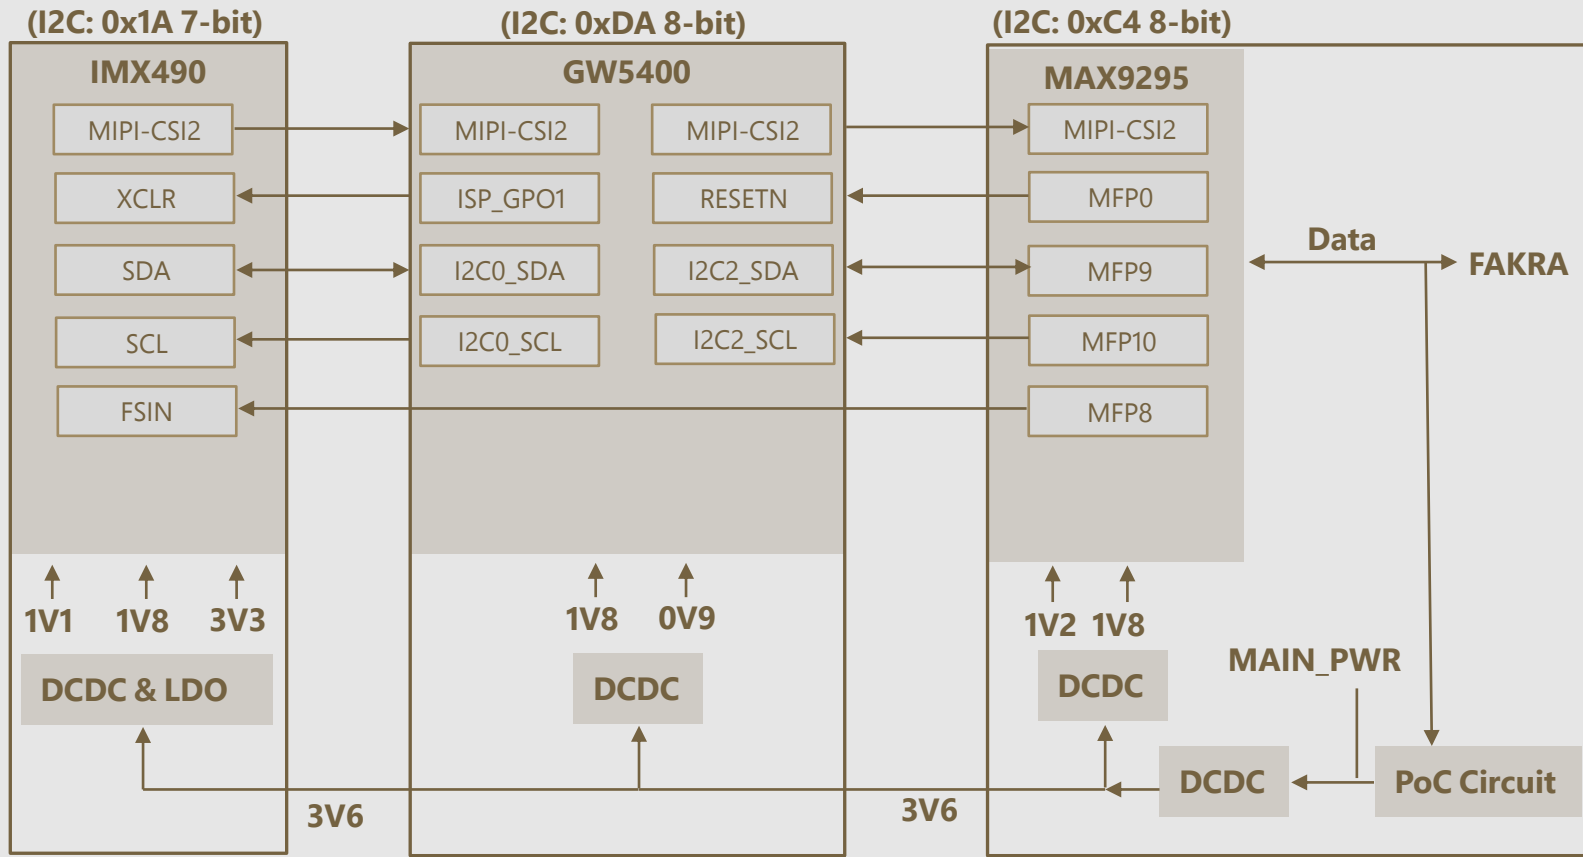 (I2C: 0x1A 7-bit)
(I2C: 0xDA 8-bit)
(I2C: 0xC4 8-bit)
IMX490
GW5400
MAX9295
MIPI-CSI2
MIPI-CSI2
MIPI-CSI2
MIPI-CSI2
XCLR
ISP_GPO1
RESETN
MFP0
Data
SDA
I2C0_SDA
I2C2_SDA
MFP9
FAKRA
SCL
I2C0_SCL
I2C2_SCL
MFP10
FSIN
MFP8
1V1
1V8
3V3
1V8
0V9
1V2
1V8
MAIN_PWR
DCDC & LDO
DCDC
DCDC
DCDC
PoC Circuit
3V6
3V6